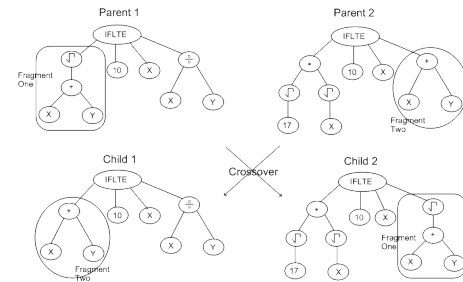 Parent 1
Parent 2
IFLTE
IFLTE
√
10
X
÷
*
10
X
+
Fragment
One
+
√
√
X
Y
X
Y
X
Y
17
X
Fragment
Two
Child 1
Crossover
Child 2
IFLTE
IFLTE
+
10
X
÷
*
10
X
√
X
Y
X
Y
√
√
Fragment
One
+
Fragment
Two
17
X
X
Y